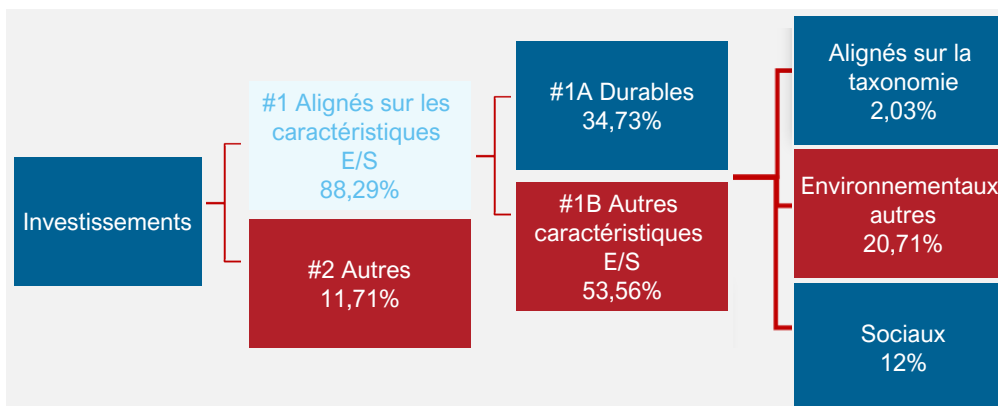 Investissements
#1 Alignés sur les
caractéristiques
E/S
88,29%
#2 Autres
11,71%
#1A Durables
34,73%
#1B Autres
caractéristiques
E/S
53,56%
Alignés sur la
taxonomie
2,03%
Environnementaux
autres
20,71%
Sociaux
12%